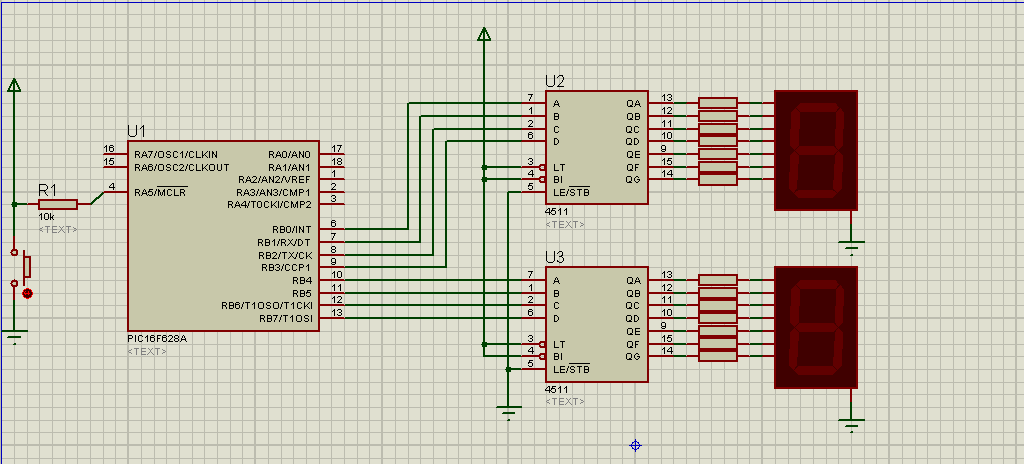 U2
13
7 A QA
12
1 B QB
11
2 C QC
10
6 D QD
9
QE
15
3 LT QF
14
4 BI QG
5 LE/STB
4511
<TEXT>
U1
16 RA7/OSC1/CLKIN RA0/AN0 17
15 RA6/OSC2/CLKOUT RA1/AN1 18
RA2/AN2/VREF 1
4 RA5/MCLR RA3/AN3/CMP1 2
RA4/TOCKI/CMP2 3
RB0/INT 6
RB1/RX/DT 7
RB2/TX/CK 8
RB3/CCP1 9
RB4 10
RB5 11
RB6/T1OSO/T1CKI 12
RB7/T1OSI 13
PIC16F628A
<TEXT>
R1
10k
<TEXT>
U3
13
7 A QA
12
1 B QB
11
2 C QC
10
6 D QD
9
QE
15
3 LT QF
14
4 BI QG
5 LE/STB
4511
<TEXT>